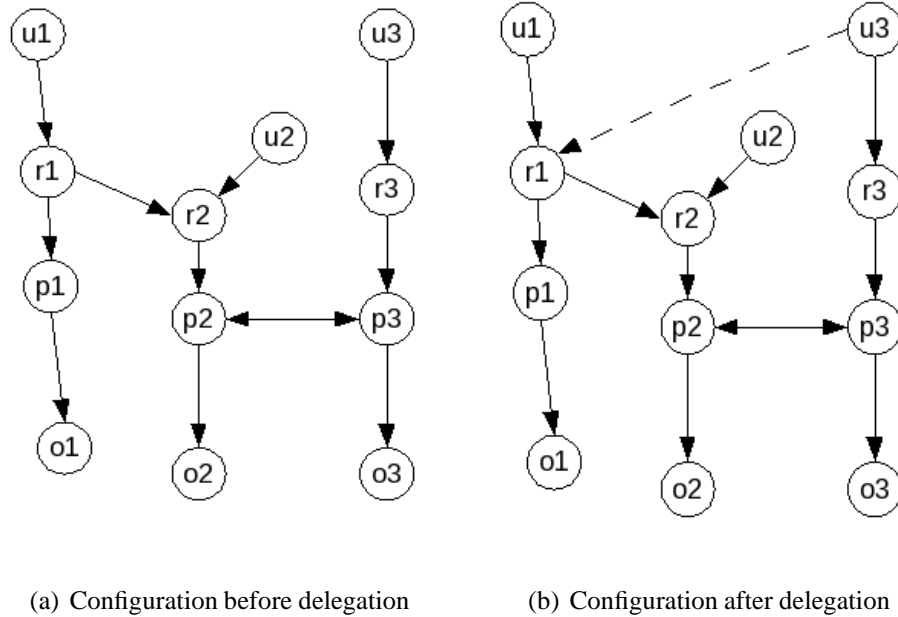 u1
u3
u2
r1
r3
r2
p1
p2
p3
o1
o2
o3
(a) Configuration before delegation
u1
u3
u2
r1
r3
r2
p1
p2
p3
o1
o2
o3
(b) Configuration after delegation